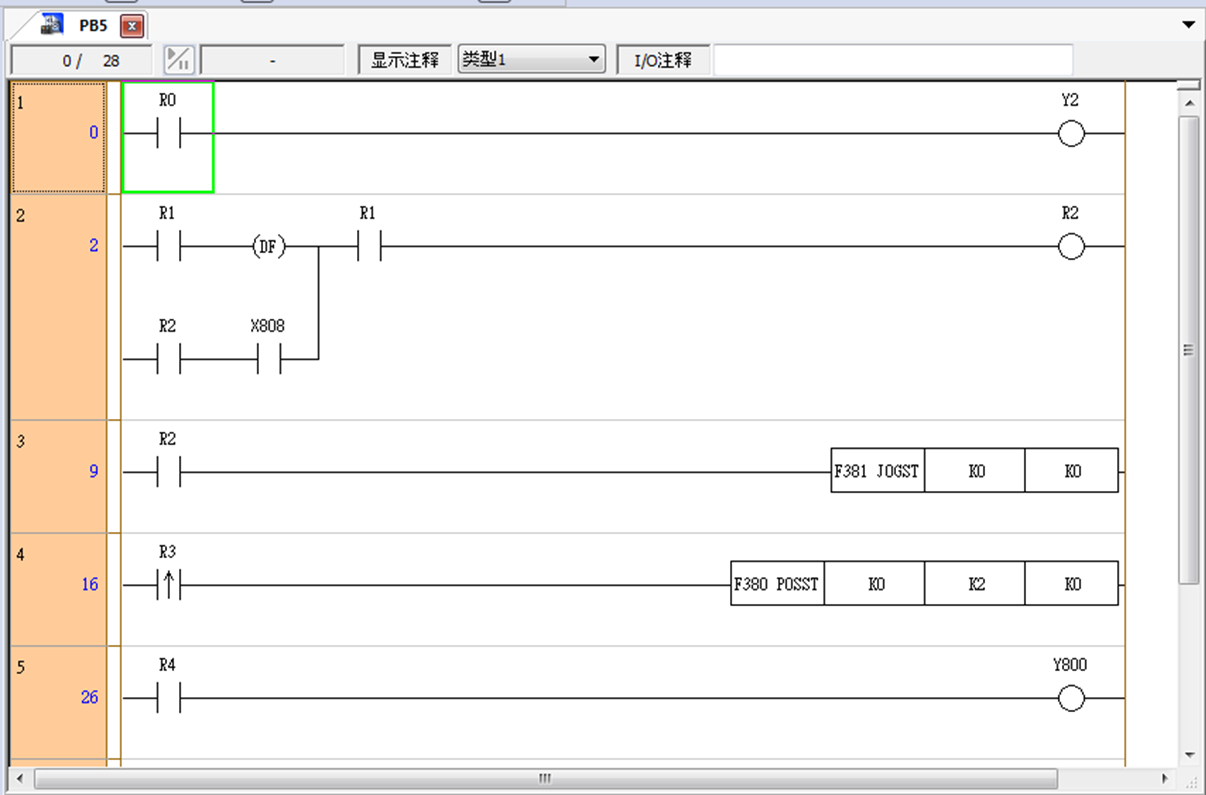 PB5
0 / 28 - 显示注释 类型1 I/O注释
1
R0 Y2
0
2
R1 R1 R2
2 (DF)
R2 X808
3
R2
9 F381 JOGST K0 K0
4
R3
16 F380 POSST K0 K2 K0
5
R4 Y800
26